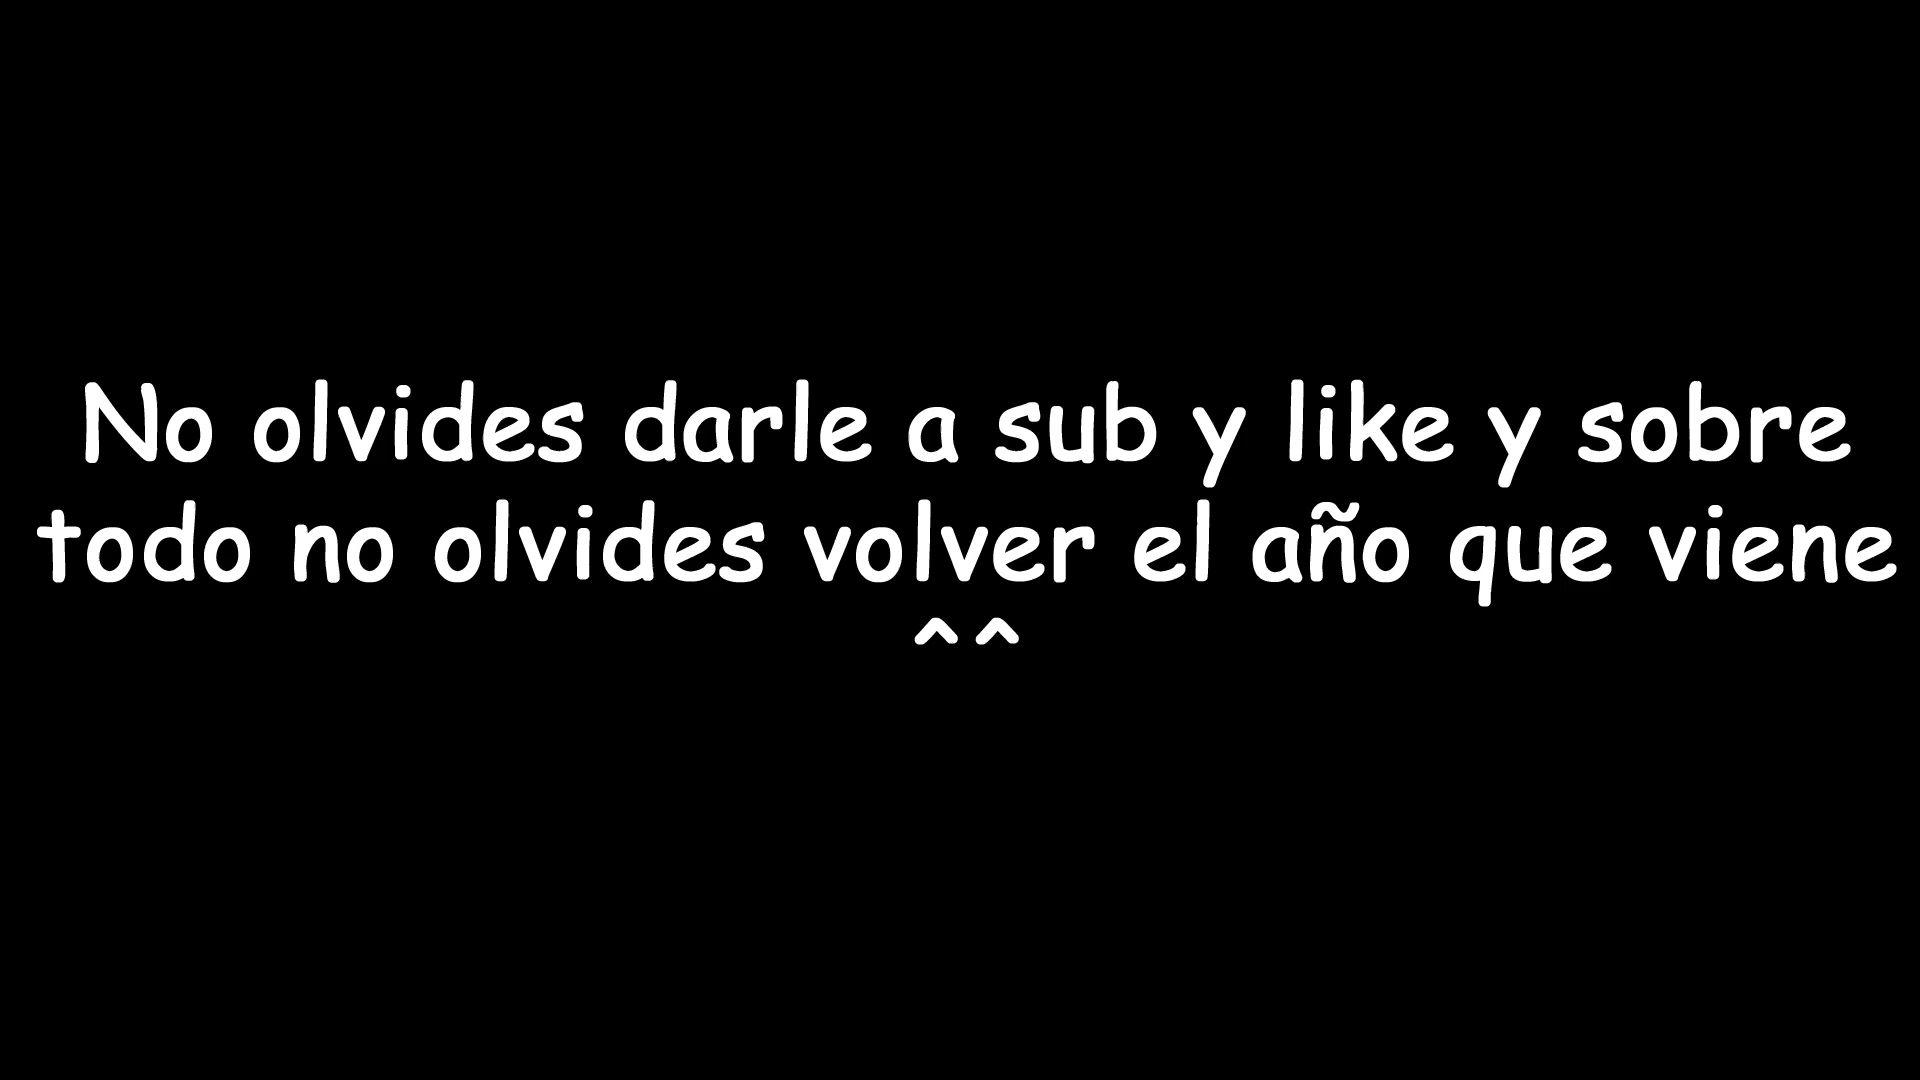 No olvides darle a sub y like y sobre
todo no olvides volver el año que viene
^^